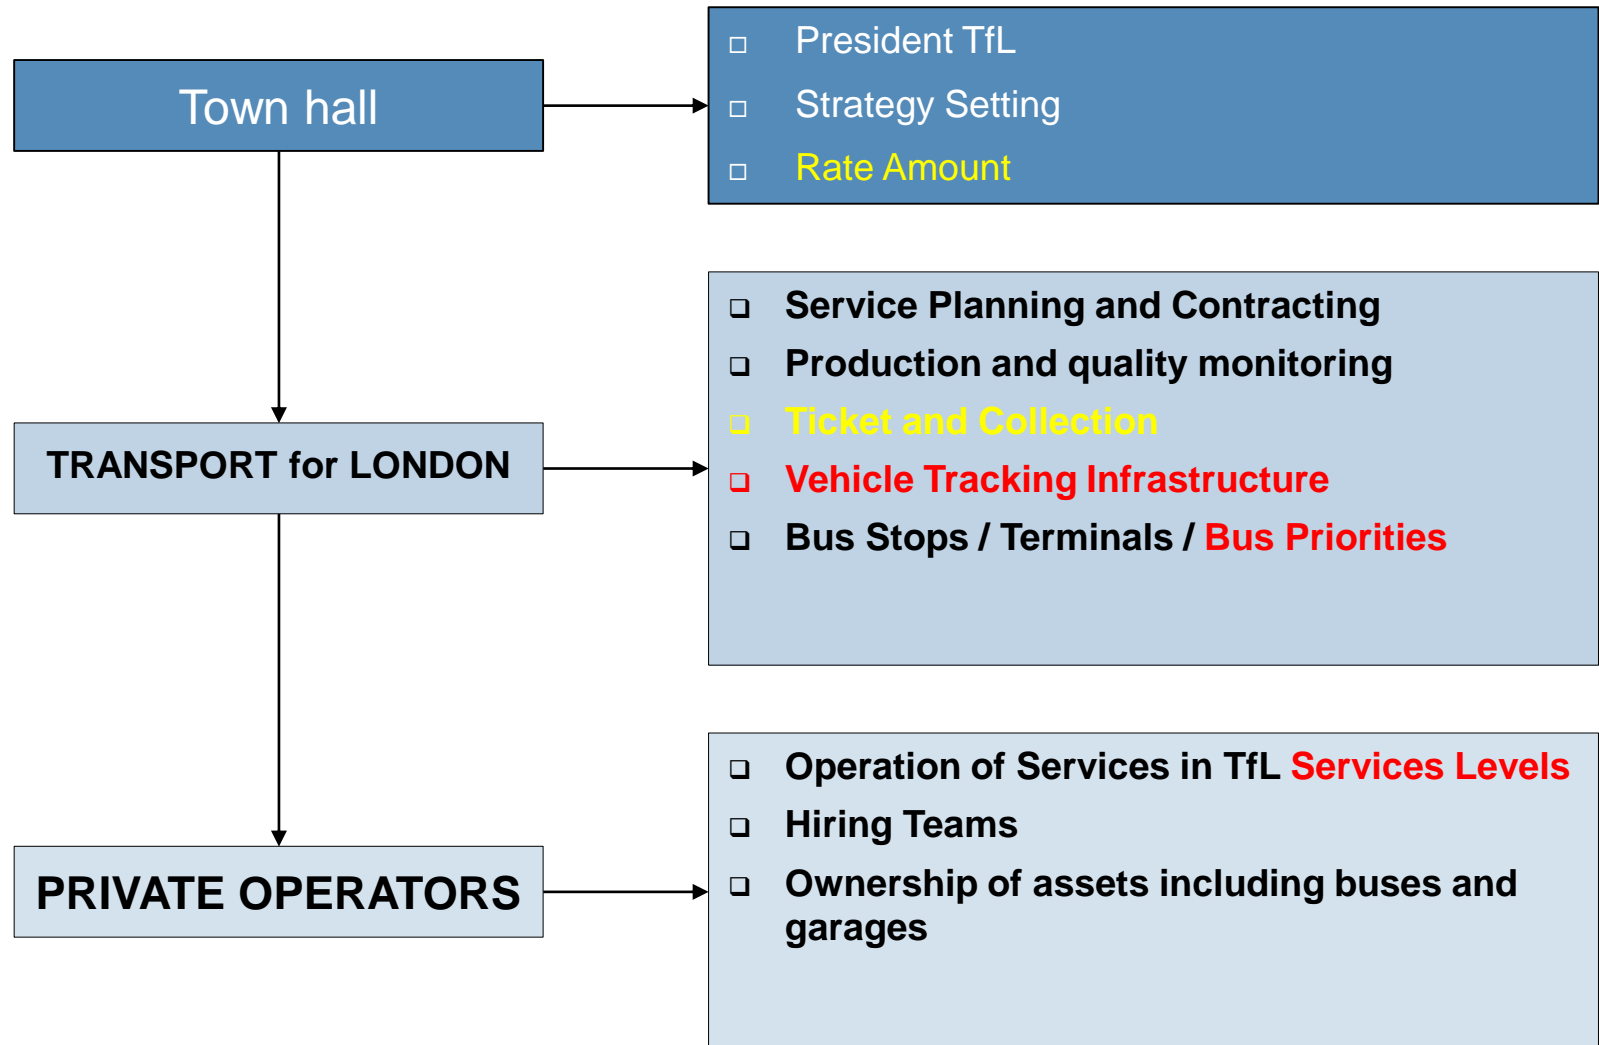 Town hall
President TfL
Strategy Setting
Rate Amount
TRANSPORT for LONDON
Service Planning and Contracting
Production and quality monitoring
Ticket and Collection
Vehicle Tracking Infrastructure
Bus Stops / Terminals / Bus Priorities
PRIVATE OPERATORS
Operation of Services in TfL Services Levels
Hiring Teams
Ownership of assets including buses and
garages